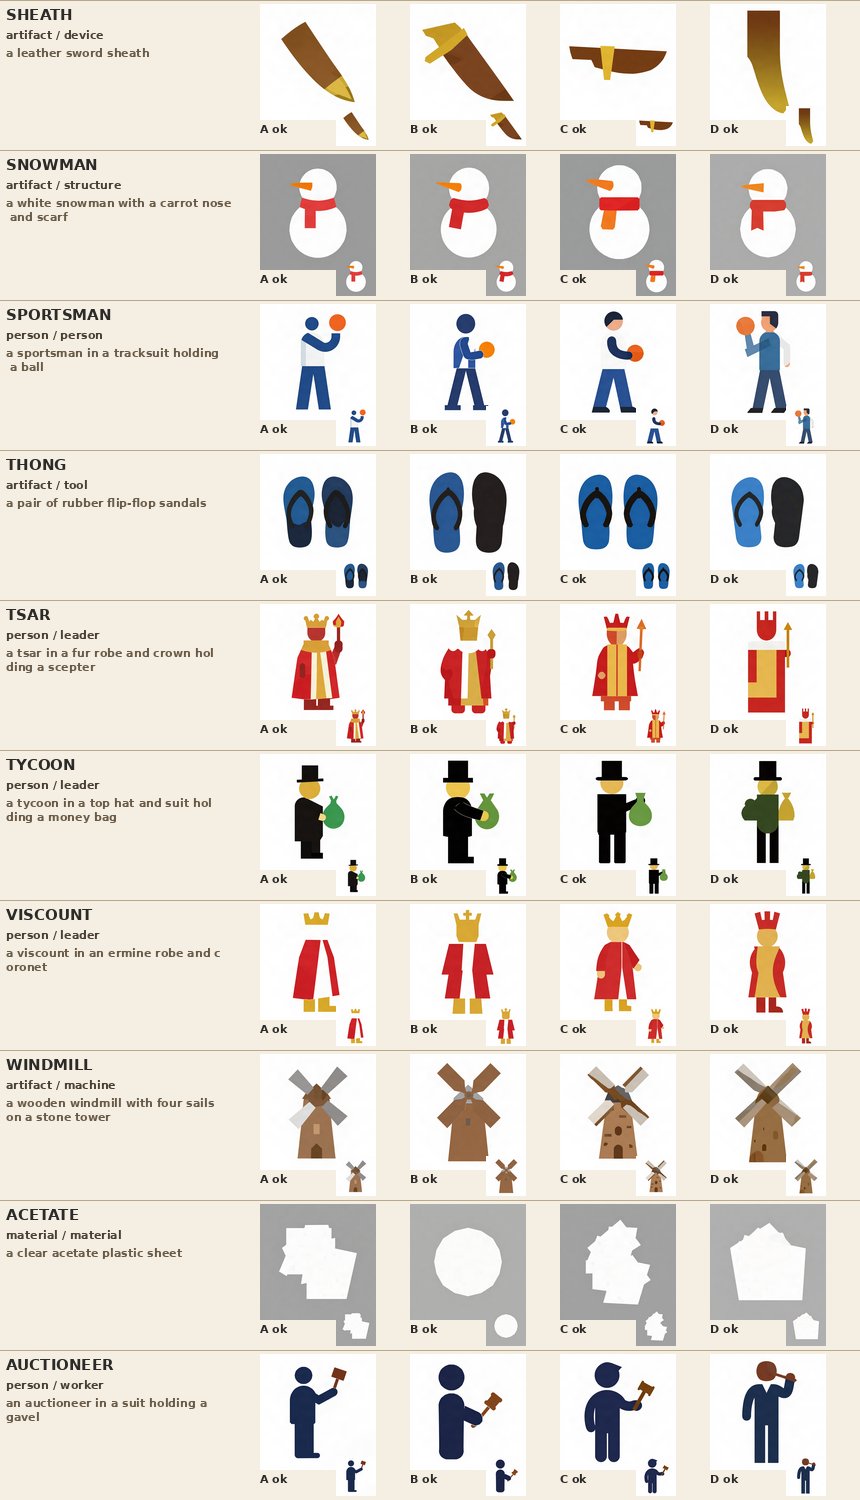 SHEATH
artifact / device
a leather sword sheath
A ok
B ok
C ok
D ok
SNOWMAN
artifact / structure
a white snowman with a carrot nose
and scarf
A ok
B ok
C ok
D ok
SPORTSMAN
person / person
a sportsman in a tracksuit holding
a ball
A ok
B ok
C ok
D ok
THONG
artifact / tool
a pair of rubber flip-flop sandals
A ok
B ok
C ok
D ok
TSAR
person / leader
a tsar in a fur robe and crown hol
ding a scepter
A ok
B ok
C ok
D ok
TYCOON
person / leader
a tycoon in a top hat and suit hol
ding a money bag
A ok
B ok
C ok
D ok
VISCOUNT
person / leader
a viscount in an ermine robe and c
oronet
A ok
B ok
C ok
D ok
WINDMILL
artifact / machine
a wooden windmill with four sails
on a stone tower
A ok
B ok
C ok
D ok
ACETATE
material / material
a clear acetate plastic sheet
A ok
B ok
C ok
D ok
AUCTIONEER
person / worker
an auctioneer in a suit holding a
gavel
A ok
B ok
C ok
D ok